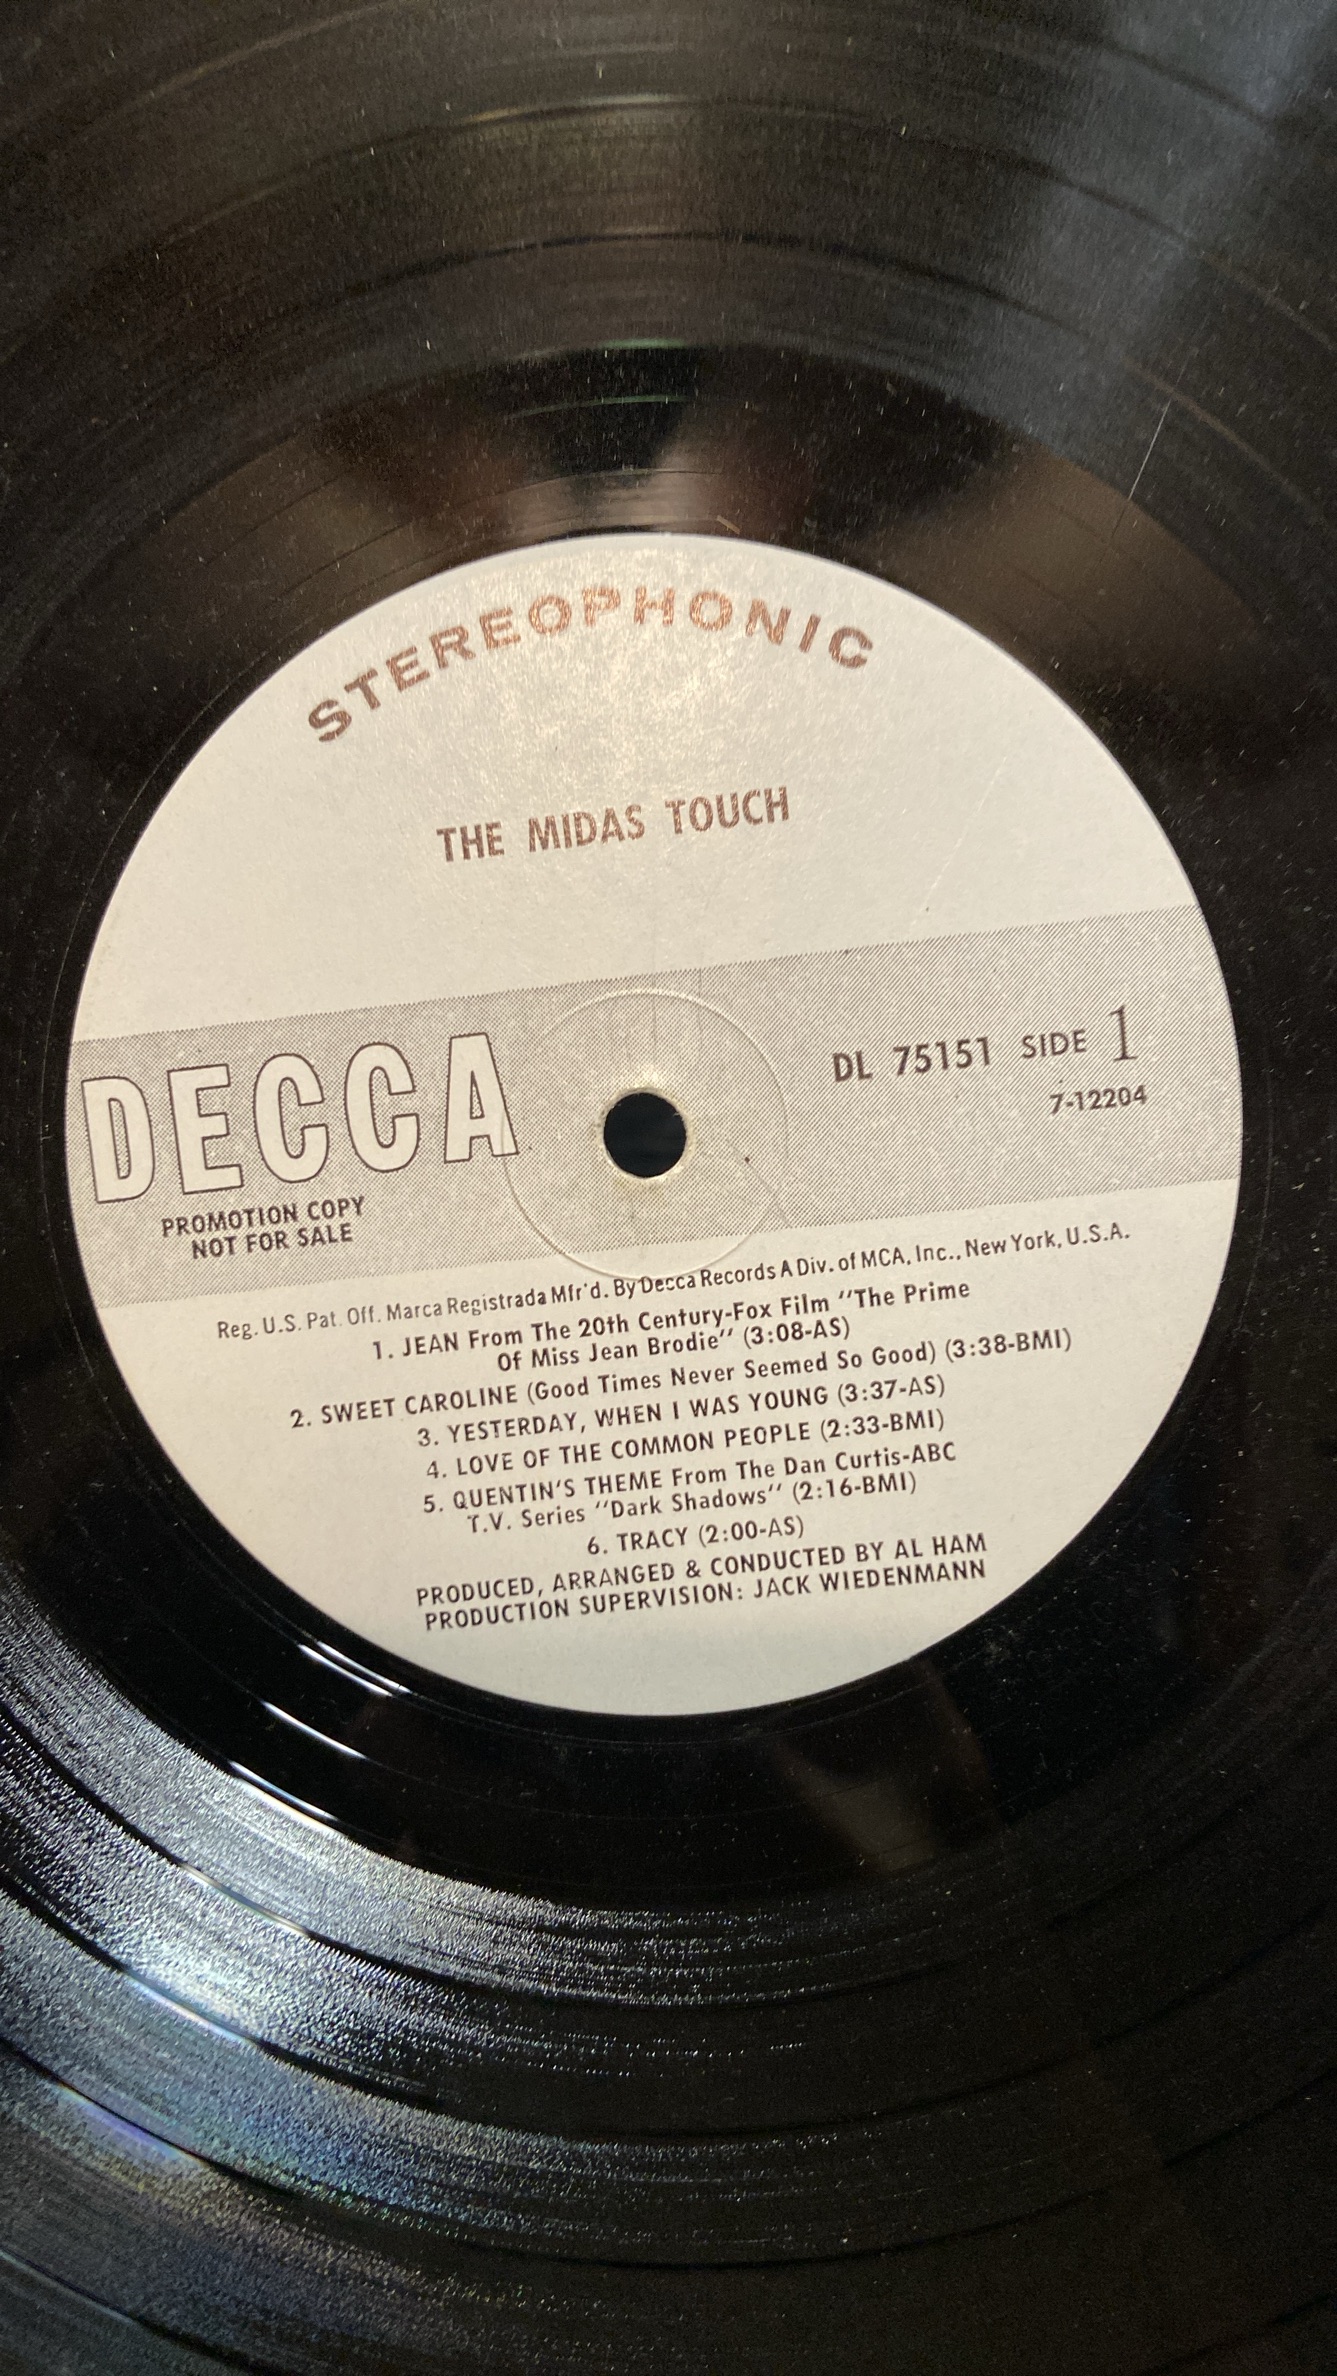 STEREOPHONIC
THE MIDAS TOUCH
DECCA
DL 75151 SIDE 1
7-12204
PROMOTION COPY
NOT FOR SALE
Reg. U.S. Pat. Off. Marca Registrada Mfr'd. By Decca Records A Div. of MCA, Inc., New York, U.S.A.
1. JEAN From The 20th Century-Fox Film "The Prime
Of Miss Jean Brodie" (3:08-AS)
2. SWEET CAROLINE (Good Times Never Seemed So Good) (3:38-BMI)
3. YESTERDAY, WHEN I WAS YOUNG (3:37-AS)
4. LOVE OF THE COMMON PEOPLE (2:33-BMI)
5. QUENTIN'S THEME From The Dan Curtis-ABC
T.V. Series "Dark Shadows" (2:16-BMI)
6. TRACY (2:00-AS)
PRODUCED, ARRANGED & CONDUCTED BY AL HAM
PRODUCTION SUPERVISION: JACK WIEDENMANN